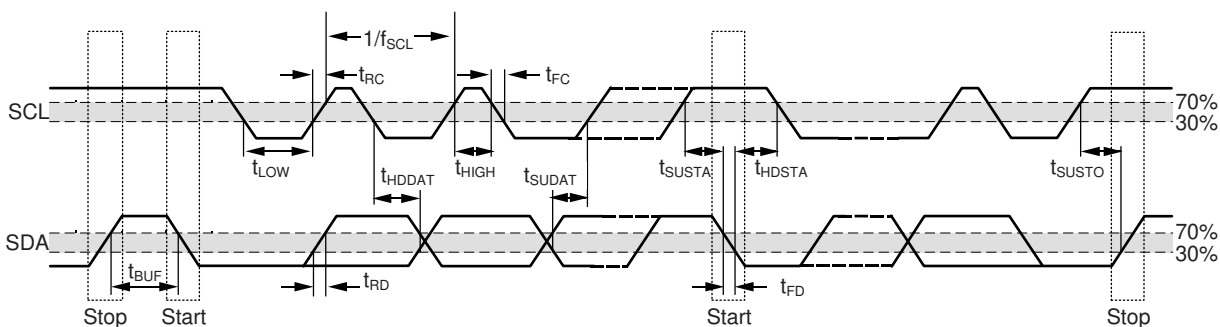 1/fSCL
tRC
tFC
SCL
70%
30%
tLOW
tHDDAT
tHIGH
tSUDAT
tSUSTA
tHDSTA
tSUSTO
SDA
70%
30%
tBUF
tRD
tFD
Stop
Start
Start
Stop